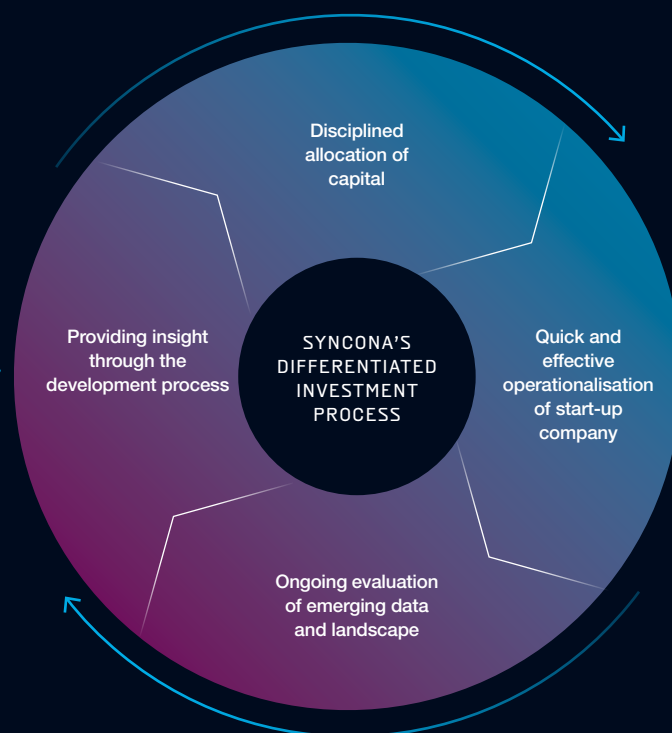 Disciplined
allocation of
capital
Quick and
effective
operationalisation
of start-up
company
Ongoing evaluation
of emerging data
and landscape
Providing insight
through the
development process
SYNCONA'S
DIFFERENTIATED
INVESTMENT
PROCESS